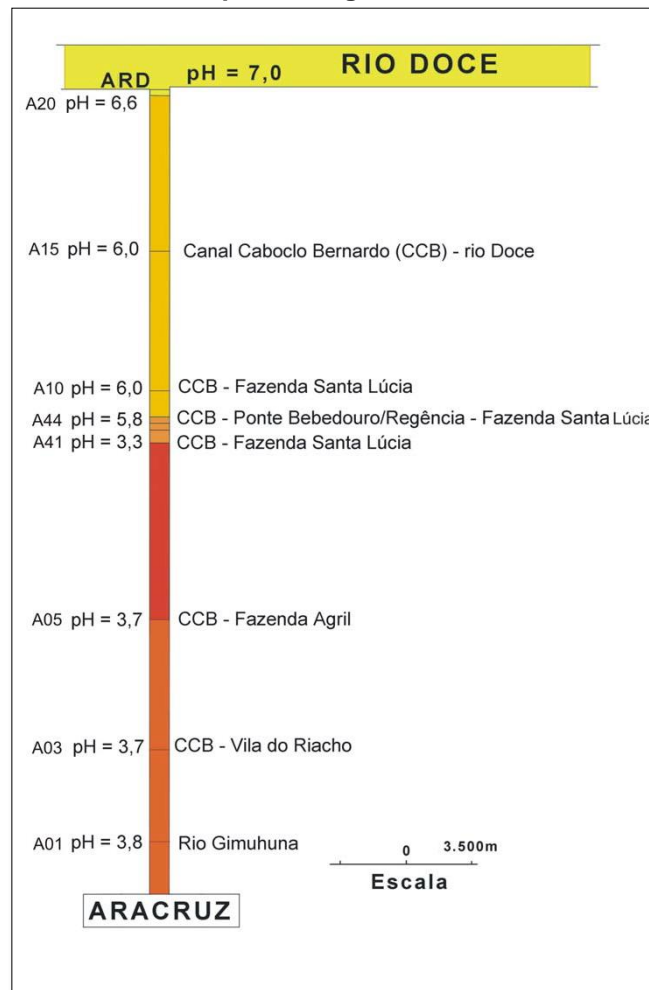 RIO DOCE
ARD pH = 7,0
A20 pH = 6,6
A15 pH = 6,0 Canal Caboclo Bernardo (CCB) - rio Doce
A10 pH = 6,0 CCB - Fazenda Santa Lúcia
A44 pH = 5,8 CCB - Ponte Bebedouro/Regência - Fazenda Santa Lúcia
A41 pH = 3,3 CCB - Fazenda Santa Lúcia
A05 pH = 3,7 CCB - Fazenda Agril
A03 pH = 3,7 CCB - Vila do Riacho
A01 pH = 3,8 Rio Gimuhuna
0 3.500m
Escala
ARACRUZ